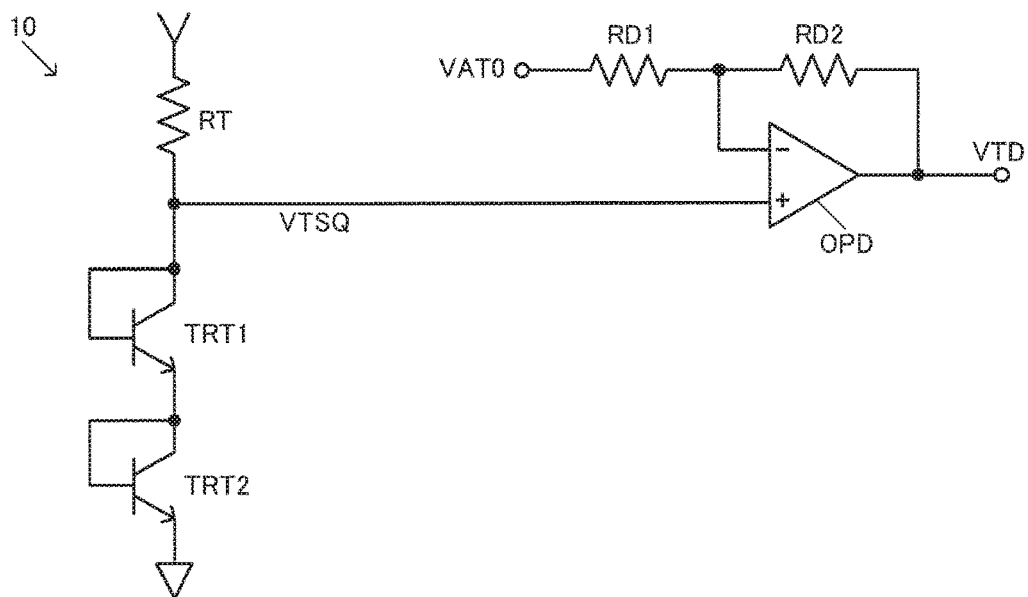 10
RT
VTSQ
TRT1
TRT2
VAT0
RD1
RD2
−
+
OPD
VTD